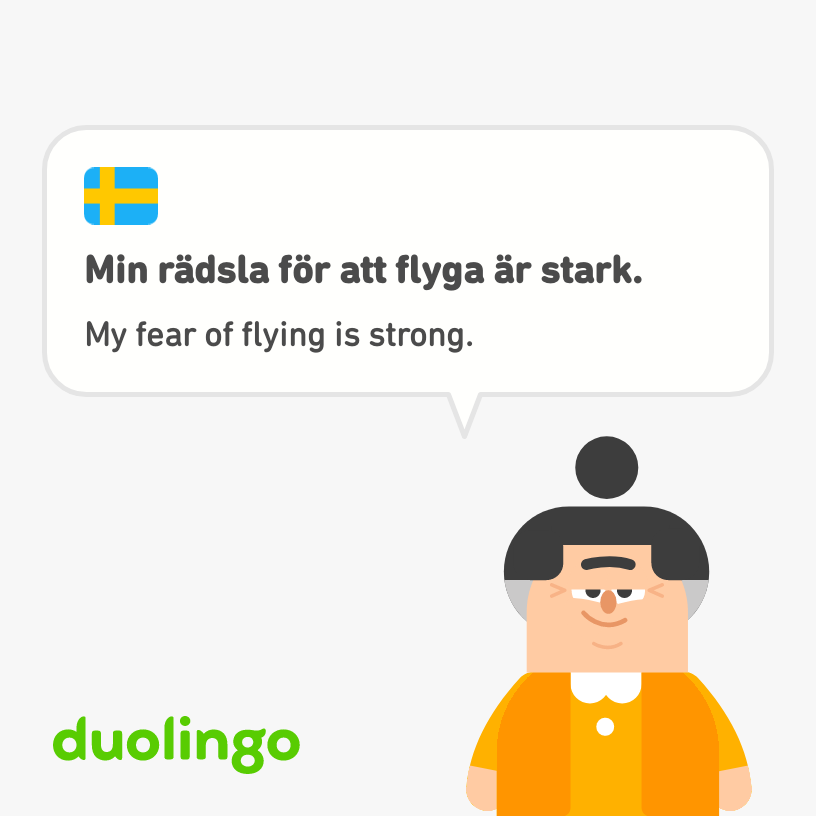 Min rädsla för att flyga är stark.
My fear of flying is strong.
duolingo